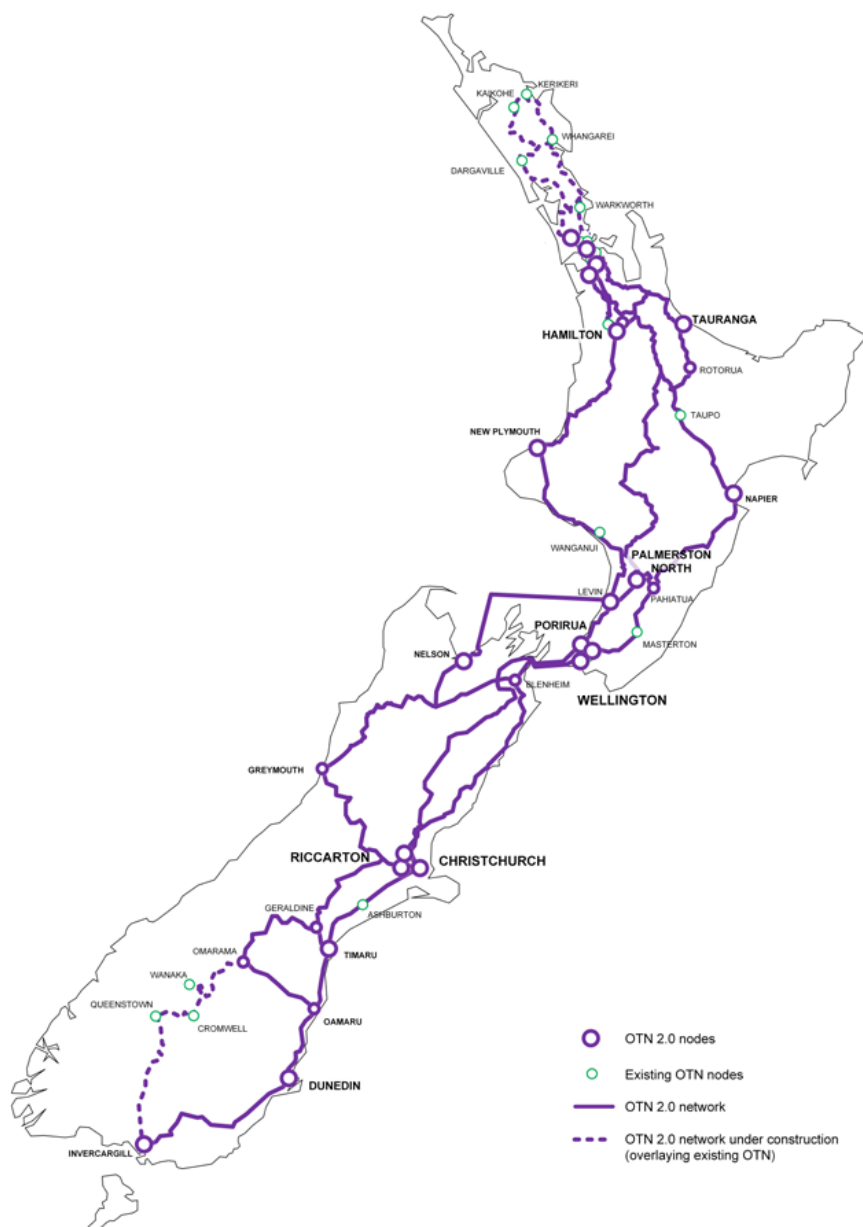 KERIKERI
KAIKOHE
WHANGAREI
DARGAVILLE
WARKWORTH
TAURANGA
HAMILTON
ROTORUA
TAUPO
NEW PLYMOUTH
NAPIER
WANGANUI
PALMERSTON
NORTH
LEVIN
PAHIATUA
PORIRUA
MASTERTON
NELSON
BLENHEIM
WELLINGTON
GREYMOUTH
RICCARTON
CHRISTCHURCH
GERALDINE
ASHBURTON
OMARAMA
TIMARU
WANAKA
QUEENSTOWN
CROMWELL
OAMARU
DUNEDIN
INVERCARGILL
OTN 2.0 nodes
Existing OTN nodes
OTN 2.0 network
OTN 2.0 network under construction
(overlaying existing OTN)